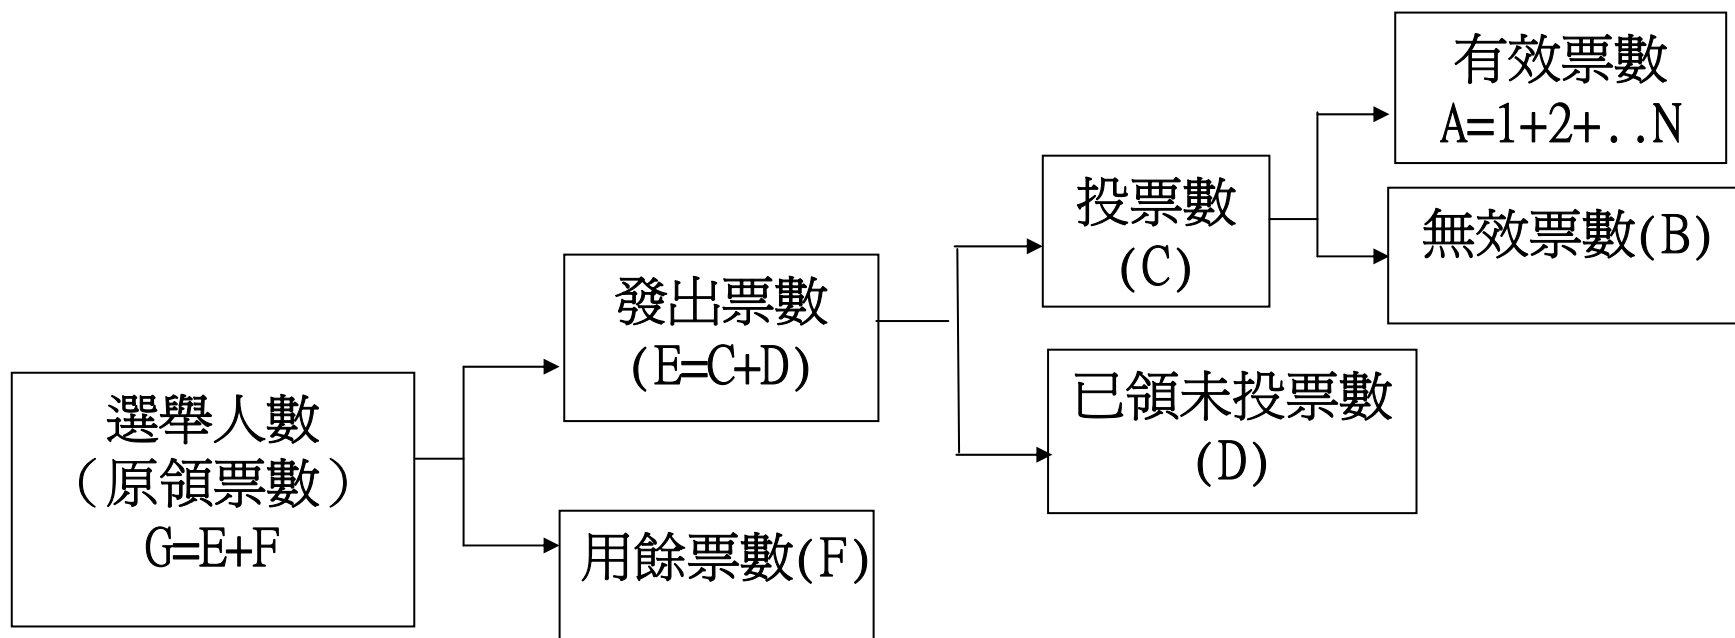 有效票數
A=1+2+..N
投票數
(C)
無效票數(B)
發出票數
(E=C+D)
已領未投票數
(D)
選舉人數
（原領票數）
G=E+F
用餘票數(F)